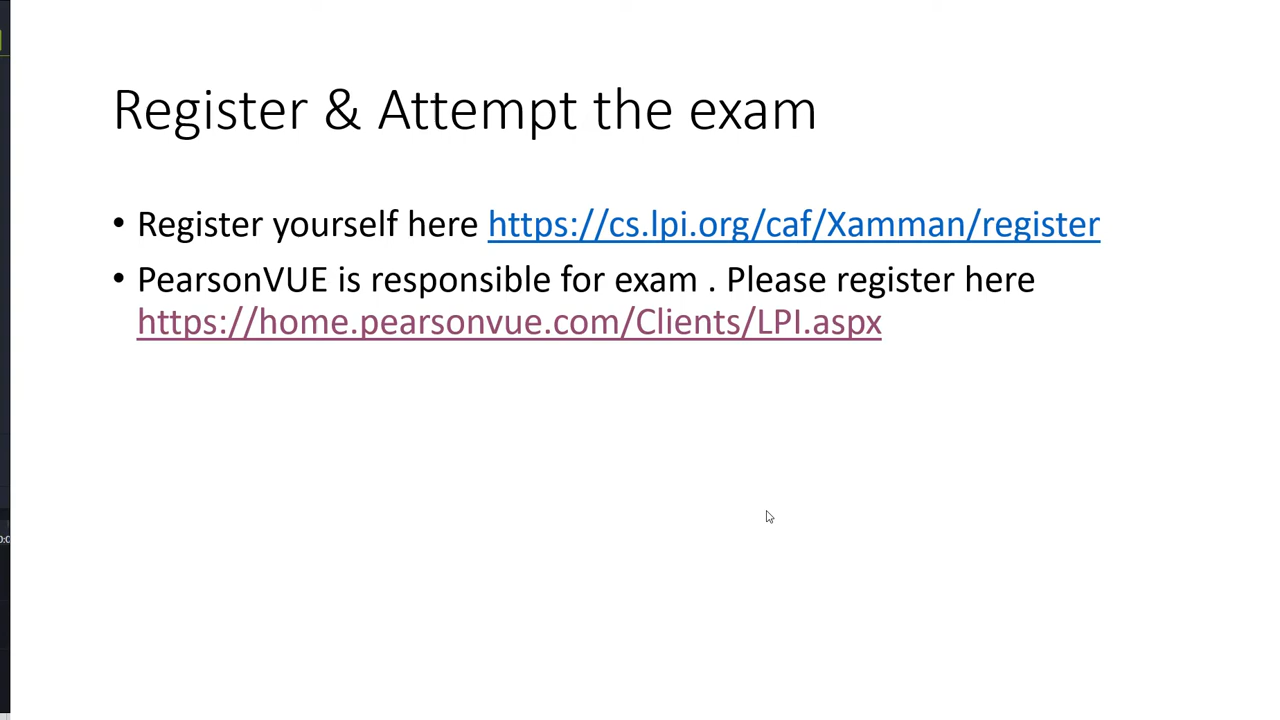 Register & Attempt the exam
• Register yourself here https://cs.lpi.org/caf/Xamman/register
• PearsonVUE is responsible for exam . Please register here
https://home.pearsonvue.com/Clients/LPI.aspx